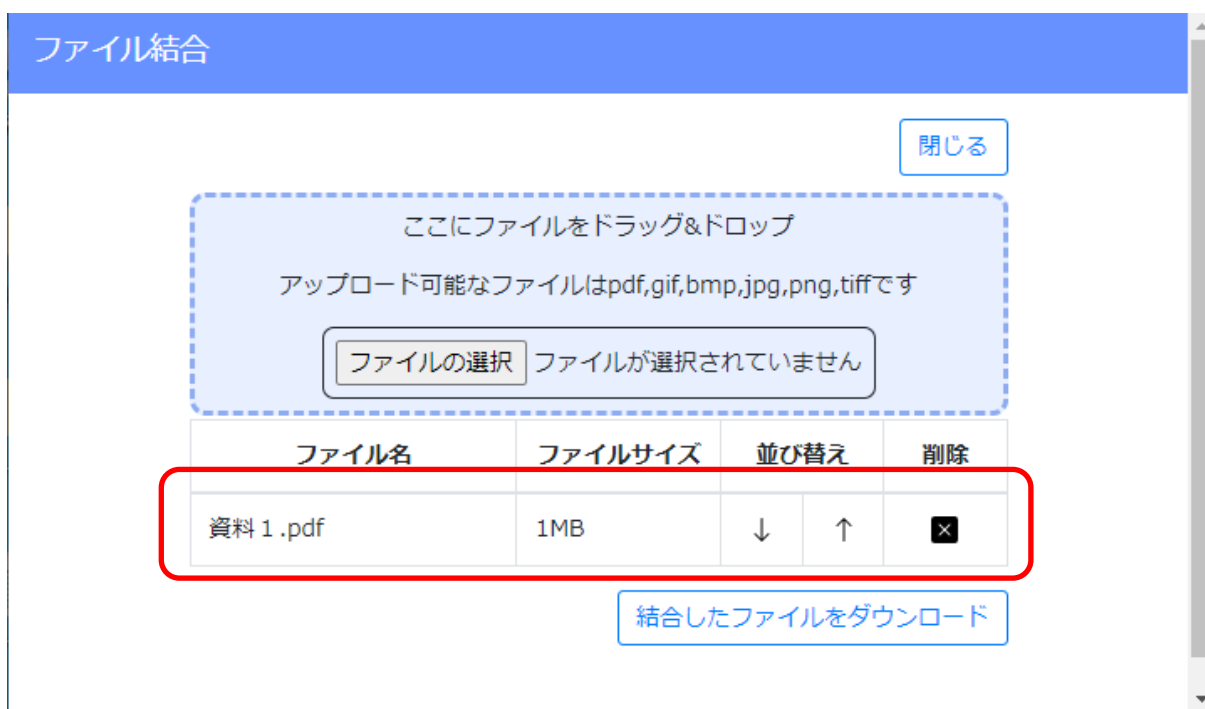 ファイル結合
閉じる
ここにファイルをドラッグ&ドロップ
アップロード可能なファイルはpdf,gif,bmp,jpg,png,tiffです
ファイルの選択 ファイルが選択されていません
ファイル名 ファイルサイズ 並び替え 削除
資料１.pdf 1MB ↓ ↑ ×
結合したファイルをダウンロード